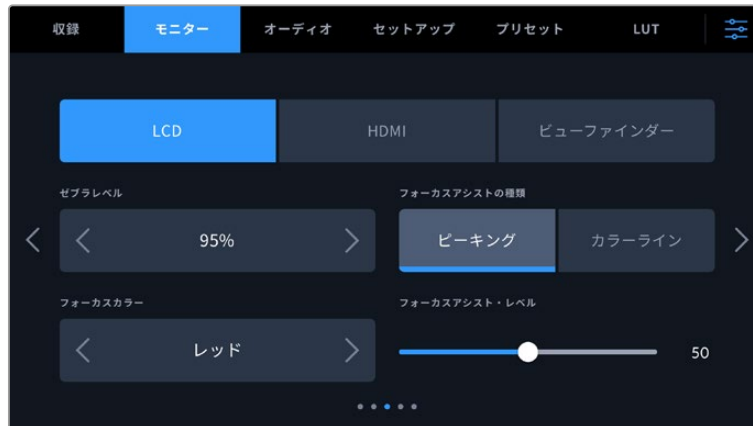 収録 モニター オーディオ セットアップ プリセット LUT
LCD HDMI ビューファインダー
ゼブラレベル フォーカスアシストの種類
95% ピーキング カラーライン
フォーカスカラー フォーカスアシスト・レベル
レッド 50